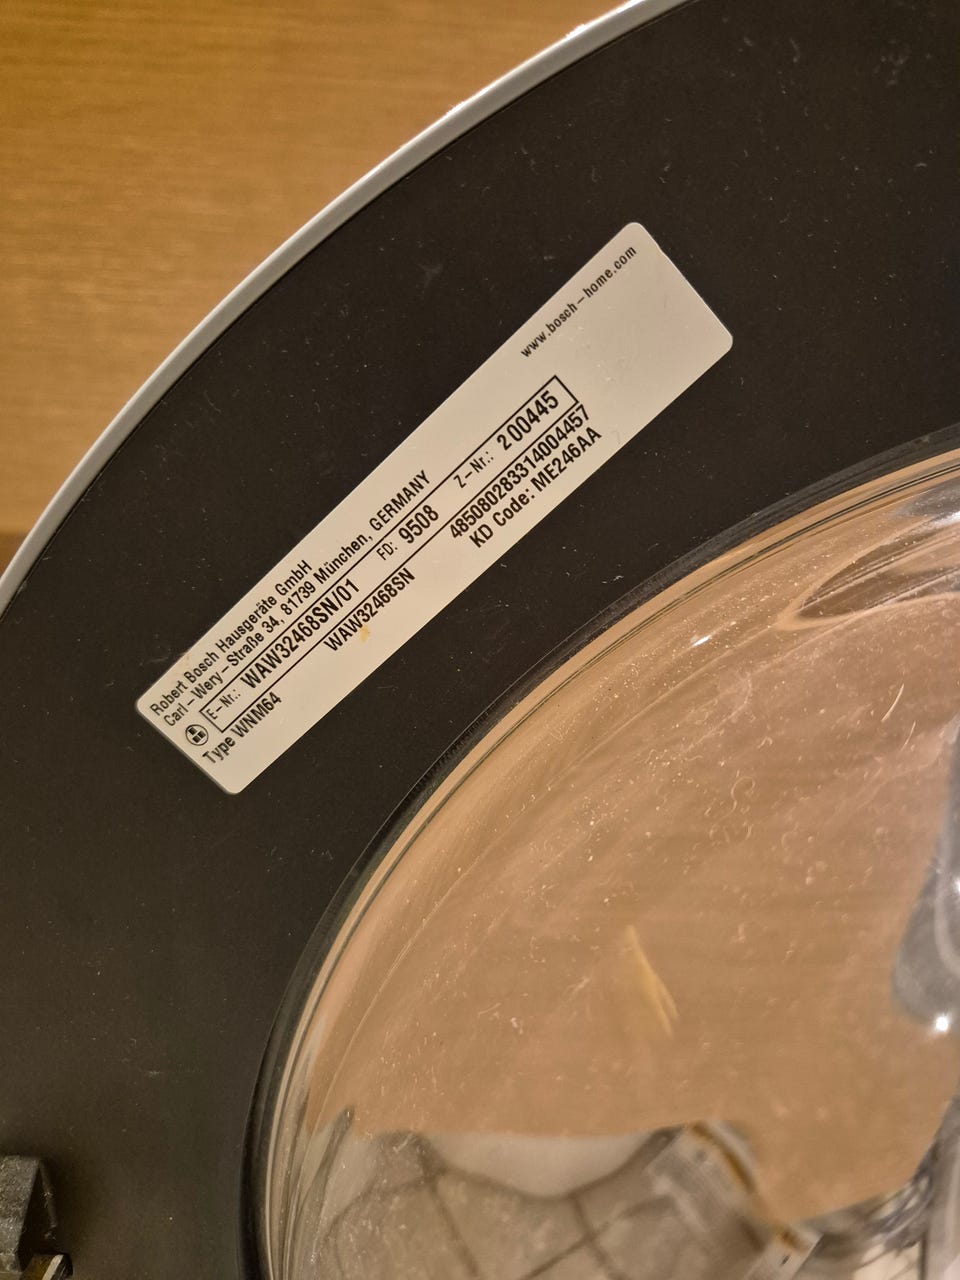 Robert Bosch Hausgeräte GmbH
Carl-Wery-Straße 34, 81739 München, GERMANY
www.bosch-home.com
E-Nr.: WAW32468SN/01 FD: 9508 Z-Nr.: 200445
Type WNM64 WAW32468SN 485080283314004457
KD Code: ME246AA